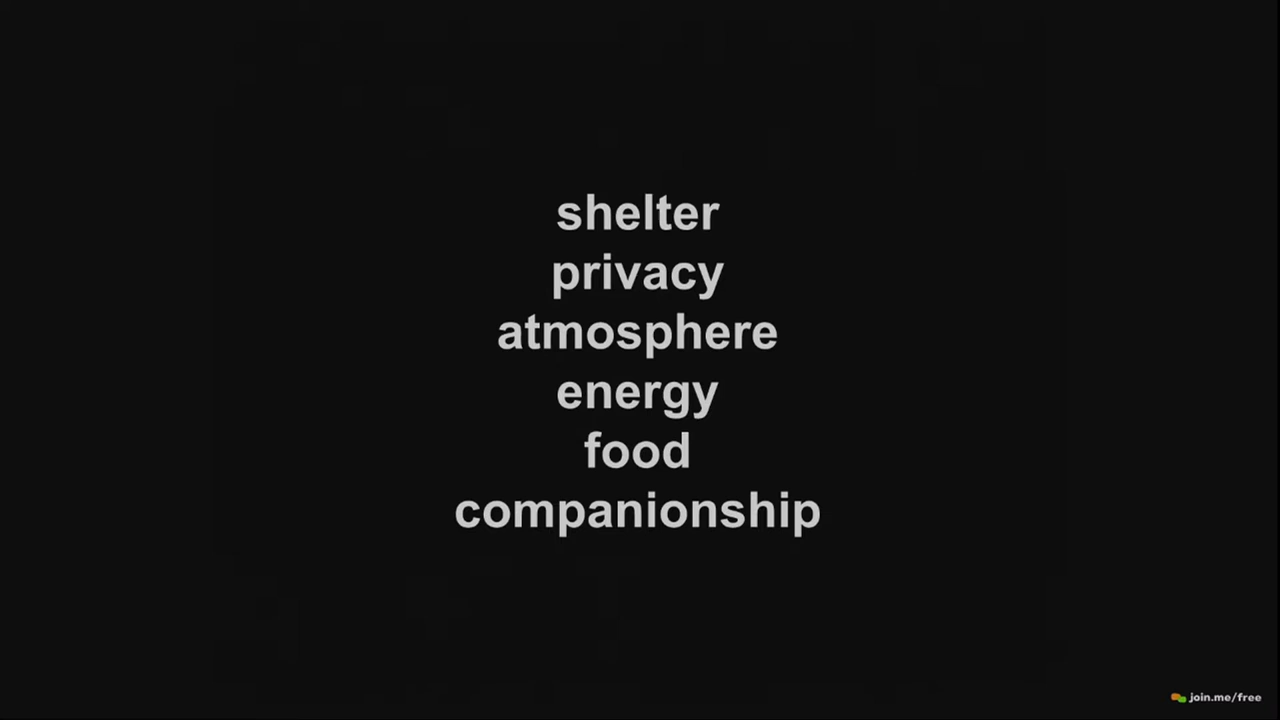 shelter
privacy
atmosphere
energy
food
companionship
join.me/free